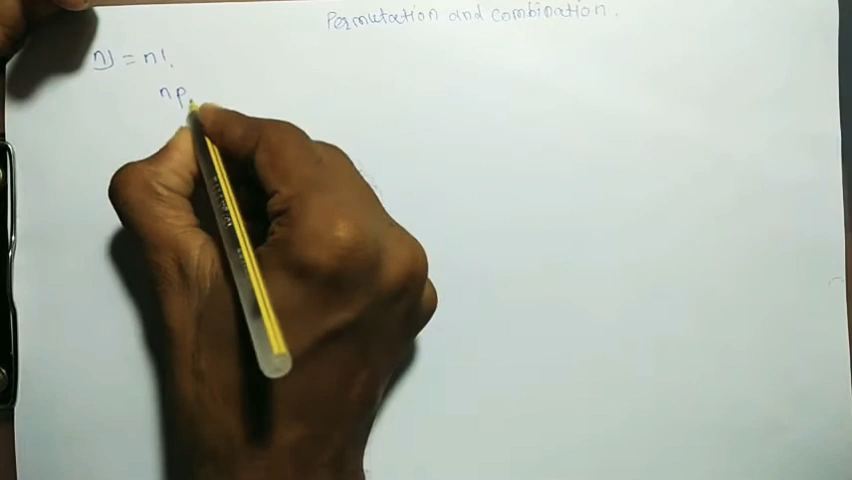 Permutation and combination.
n⌋ = n!.
np